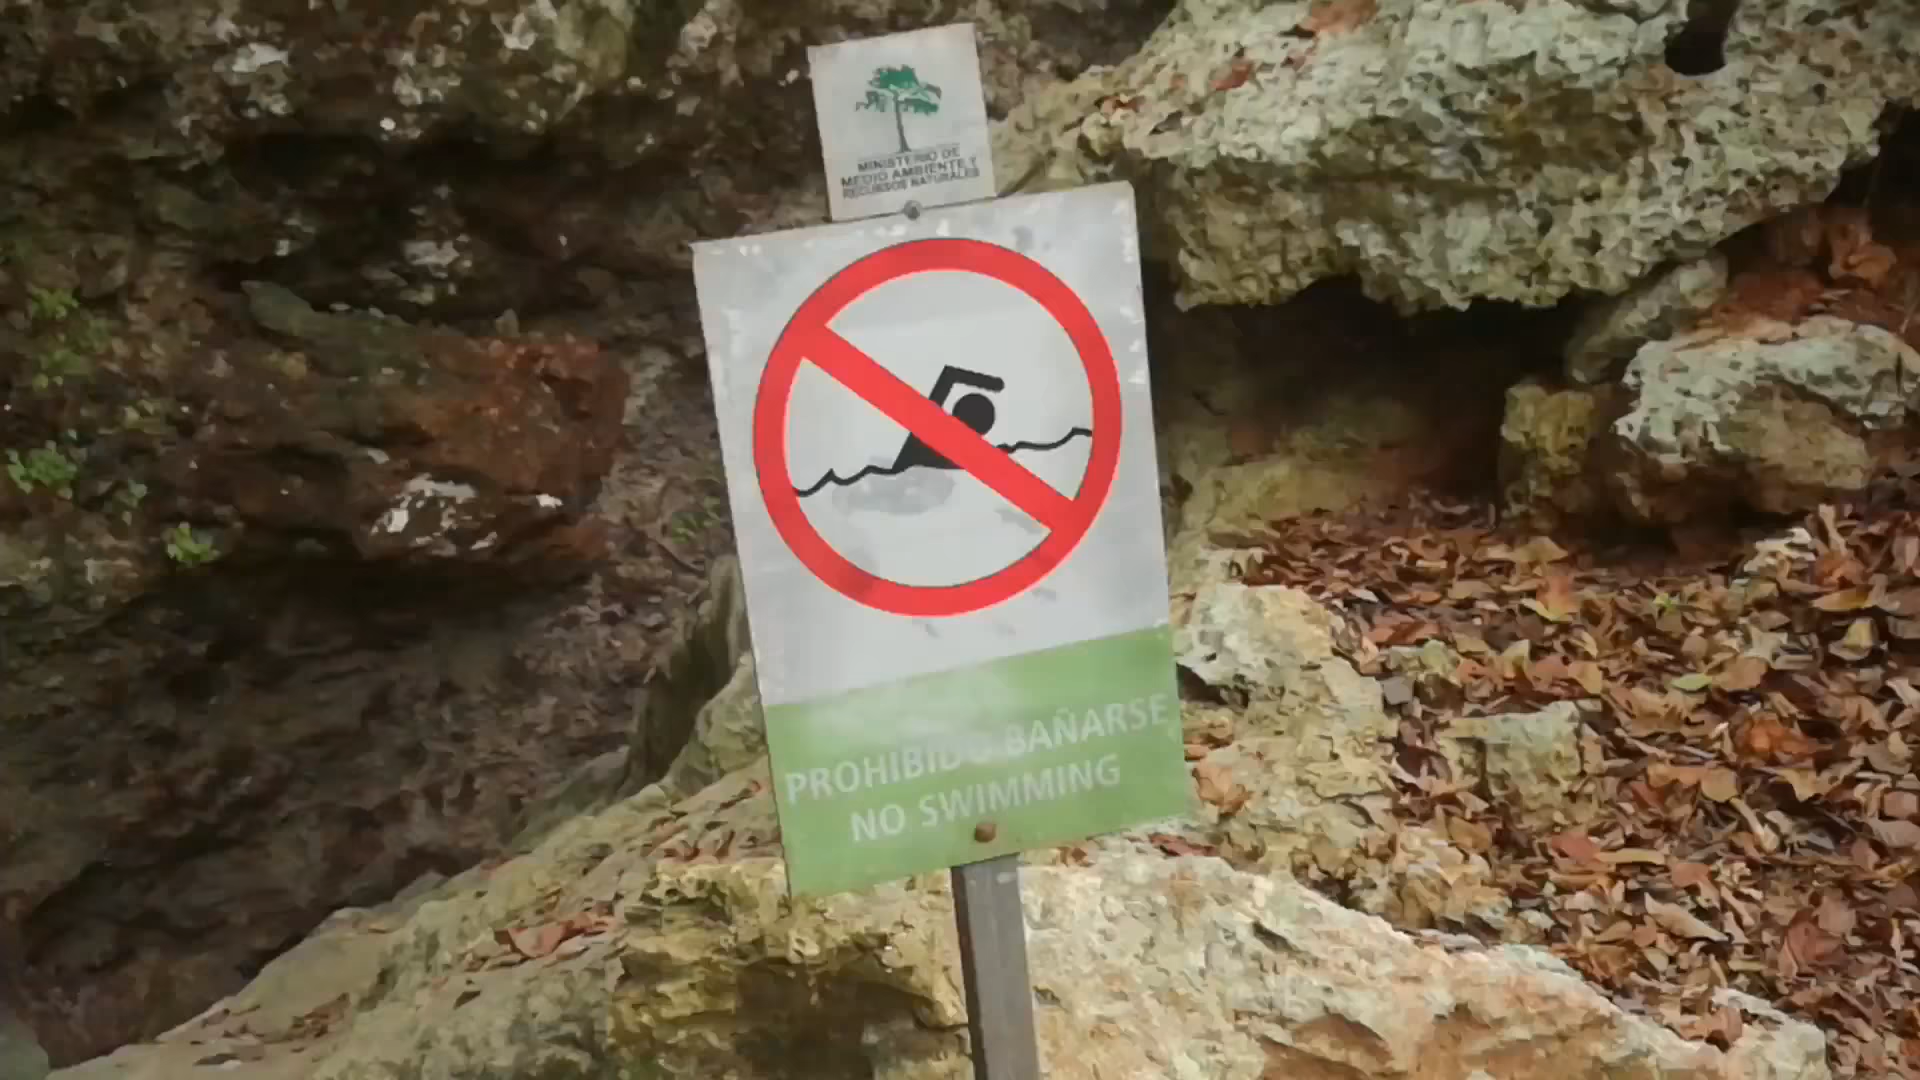 MINISTERIO DE
MEDIO AMBIENTE Y
RECURSOS NATURALES
PROHIBIDO BAÑARSE
NO SWIMMING